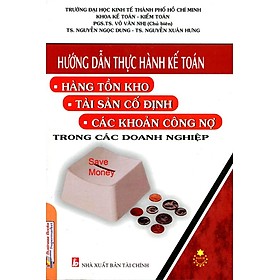 TRƯỜNG ĐẠI HỌC KINH TẾ THÀNH PHỐ HỒ CHÍ MINH
KHOA KẾ TOÁN - KIỂM TOÁN
PGS.TS. VÕ VĂN NHỊ (Chủ biên)
TS. NGUYỄN NGỌC DUNG - TS. NGUYỄN XUÂN HƯNG
HƯỚNG DẪN THỰC HÀNH KẾ TOÁN
HÀNG TỒN KHO
TÀI SẢN CỐ ĐỊNH
CÁC KHOẢN CÔNG NỢ
TRONG CÁC DOANH NGHIỆP
Save
Money
NHÀ XUẤT BẢN TÀI CHÍNH